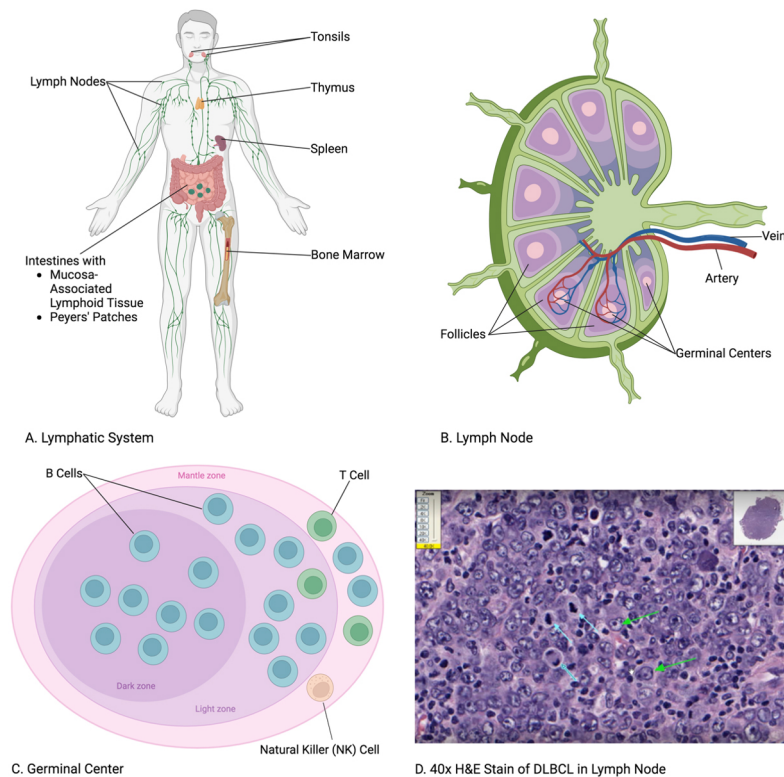 Tonsils
Lymph Nodes
Thymus
Spleen
Intestines with
• Mucosa-
Associated
Lymphoid Tissue
• Peyers' Patches
Bone Marrow
A. Lymphatic System
Vein
Artery
Follicles
Germinal Centers
B. Lymph Node
B Cells
Mantle zone
T Cell
Dark zone
Light zone
Natural Killer (NK) Cell
C. Germinal Center
Zoom
D. 40x H&E Stain of DLBCL in Lymph Node